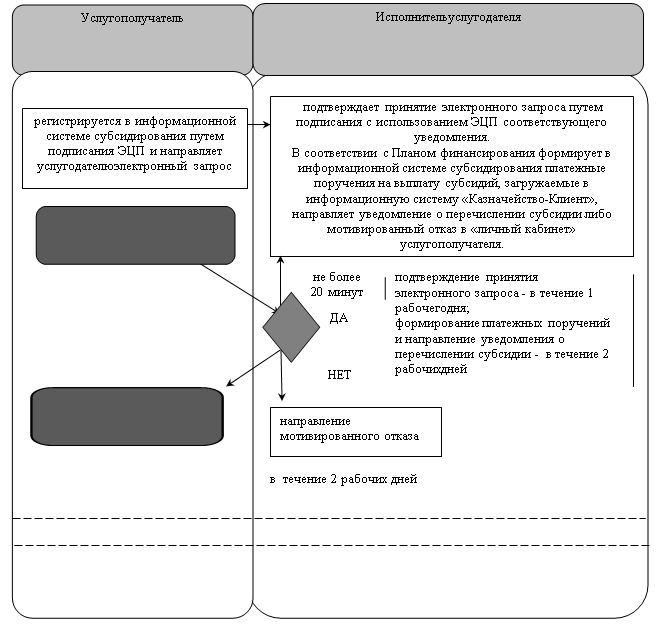 Услугополучатель
Исполнительуслугодателя
регистрируется в информационной
системе субсидирования путем
подписания ЭЦП и направляет
услугодателюэлектронный запрос
подтверждает принятие электронного запроса путем
подписания с использованием ЭЦП соответствующего
уведомления.
В соответствии с Планом финансирования формирует в
информационной системе субсидирования платежные
поручения на выплату субсидий, загружаемые в
информационную систему «Казначейство-Клиент»,
направляет уведомление о перечислении субсидии либо
мотивированный отказ в «личный кабинет»
услугополучателя.
не более
20 минут
ДА
НЕТ
подтверждение принятия
электронного запроса - в течение 1
рабочегодня;
формирование платежных поручений
и направление уведомления о
перечислении субсидии - в течение 2
рабочихдней
направление
мотивированного отказа
в течение 2 рабочих дней